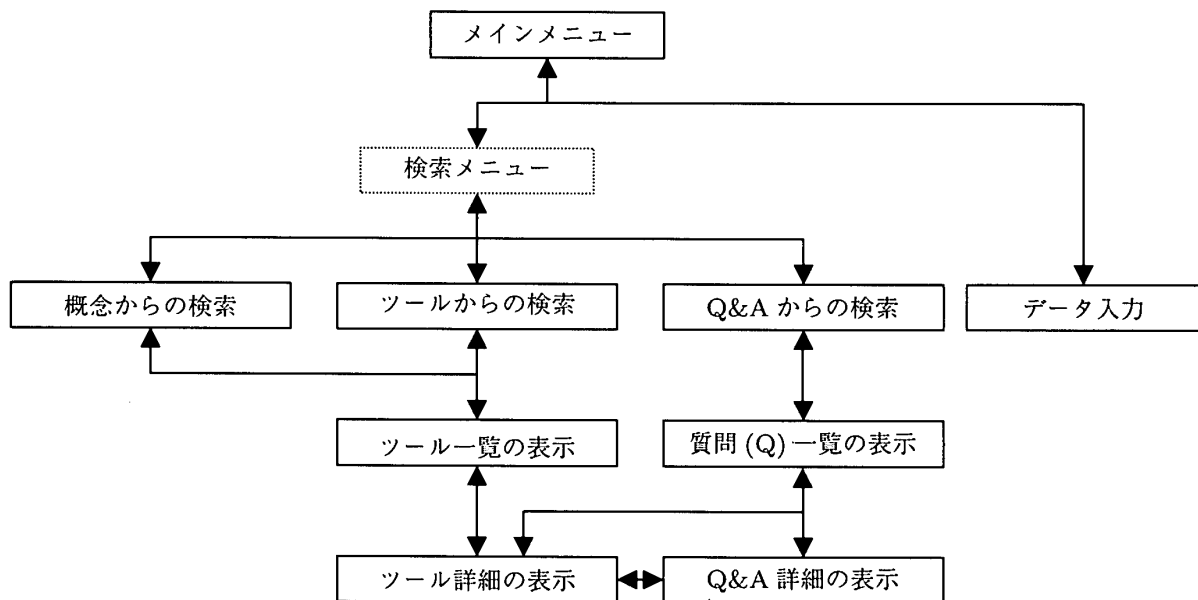 メインメニュー
検索メニュー
概念からの検索
ツールからの検索
Q&A からの検索
データ入力
ツール一覧の表示
質問 (Q) 一覧の表示
ツール詳細の表示
Q&A 詳細の表示